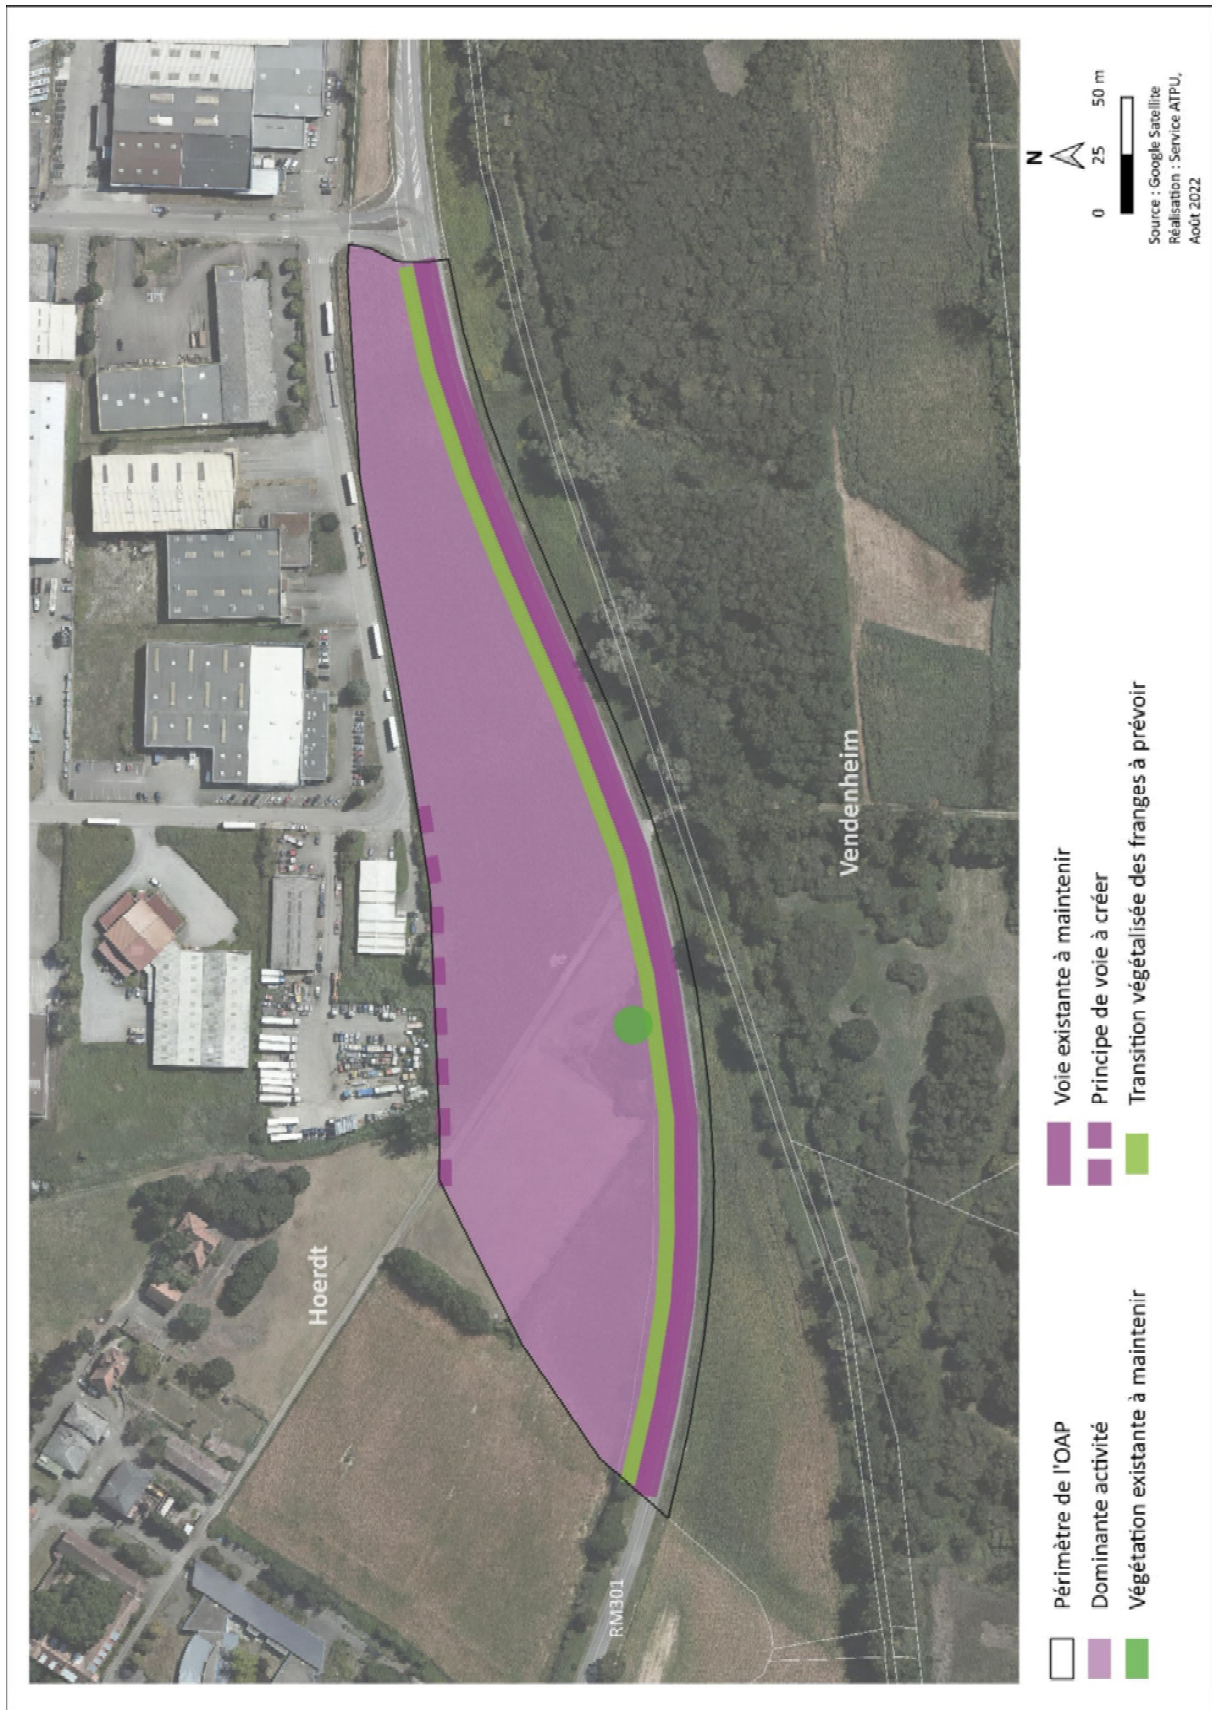 Hoerdt
RM301
Vendenheim
Périmètre de l'OAP
Dominante activité
Végétation existante à maintenir
Voie existante à maintenir
Principe de voie à créer
Transition végétalisée des franges à prévoir
N
0 25 50 m
Source : Google Satellite
Réalisation : Service ATPU,
Août 2022